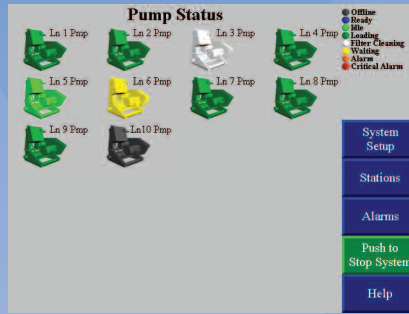 Pump Status
Ln 1 Pmp
Ln 2 Pmp
Ln 3 Pmp
Ln 4 Pmp
Ln 5 Pmp
Ln 6 Pmp
Ln 7 Pmp
Ln 8 Pmp
Ln 9 Pmp
Ln10 Pmp
Offline
Ready
Idle
Loading
Filter Cleaning
Waiting
Alarm
Critical Alarm
System
Setup
Stations
Alarms
Push to
Stop System
Help